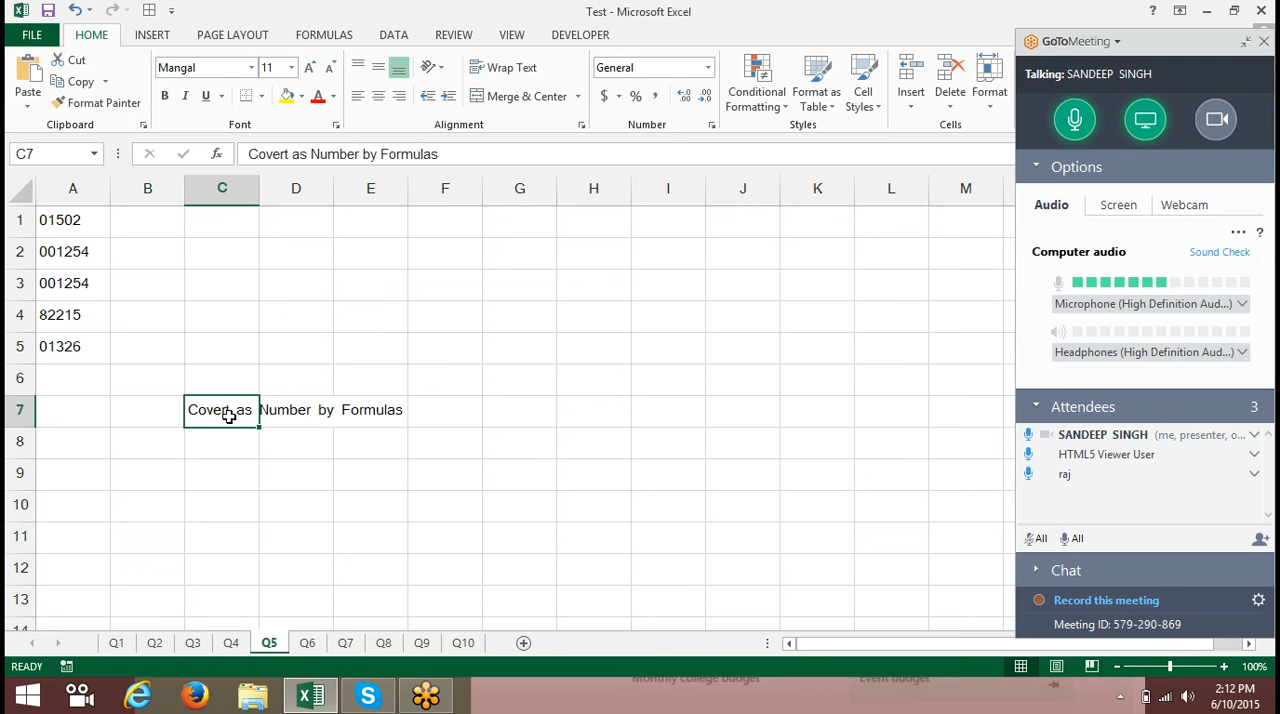 Test - Microsoft Excel
FILE HOME INSERT PAGE LAYOUT FORMULAS DATA REVIEW VIEW DEVELOPER
Paste
Cut
Copy
Format Painter
Clipboard
Mangal 11
B I U
Font
Wrap Text
Merge & Center
Alignment
General
$ % ,
Number
Conditional Formatting
Format as Table
Cell Styles
Styles
Insert
Delete
Format
Cells
C7 fx Covert as Number by Formulas
A B C D E F G H I J K L M
1 01502
2 001254
3 001254
4 82215
5 01326
6
7 Covert as Number by Formulas
8
9
10
11
12
13
Q1 Q2 Q3 Q4 Q5 Q6 Q7 Q8 Q9 Q10
READY 100%
GoToMeeting
Talking: SANDEEP SINGH
Options
Audio Screen Webcam
... ?
Computer audio Sound Check
Microphone (High Definition Aud...)
Headphones (High Definition Aud...)
Attendees 3
SANDEEP SINGH (me, presenter, o...
HTML5 Viewer User
raj
All All
Chat
Record this meeting
Meeting ID: 579-290-869
Monthly college budget Event budget
2:12 PM
6/10/2015